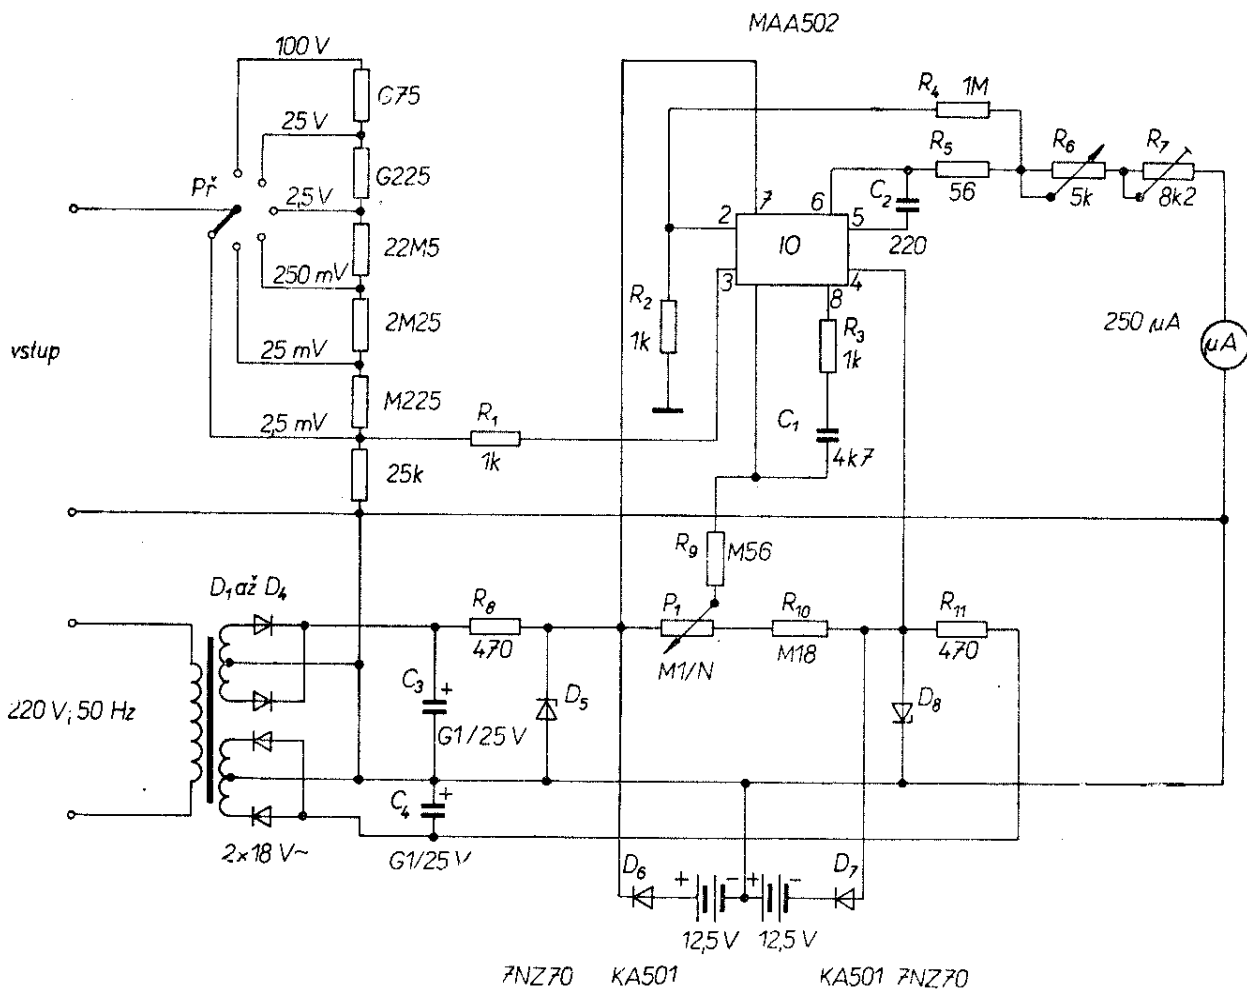 MAA502
100 V
G75
25 V
G225
Př
2,5 V
22M5
250 mV
2M25
vstup
25 mV
M225
2,5 mV
25k
R1
1k
R4
1M
R5
56
R6
5k
R7
8k2
C2
220
7
6
2
5
IO
3
8
4
R2
1k
R3
1k
C1
4k7
250 µA
µA
R9
M56
D1 až D4
R8
470
P1
M1/N
R10
M18
R11
470
220 V; 50 Hz
C3
+
G1/25 V
D5
D8
C4
+
G1/25 V
2×18 V~
D6
+
−
+
−
D7
12,5 V
12,5 V
7NZ70
KA501
KA501
7NZ70